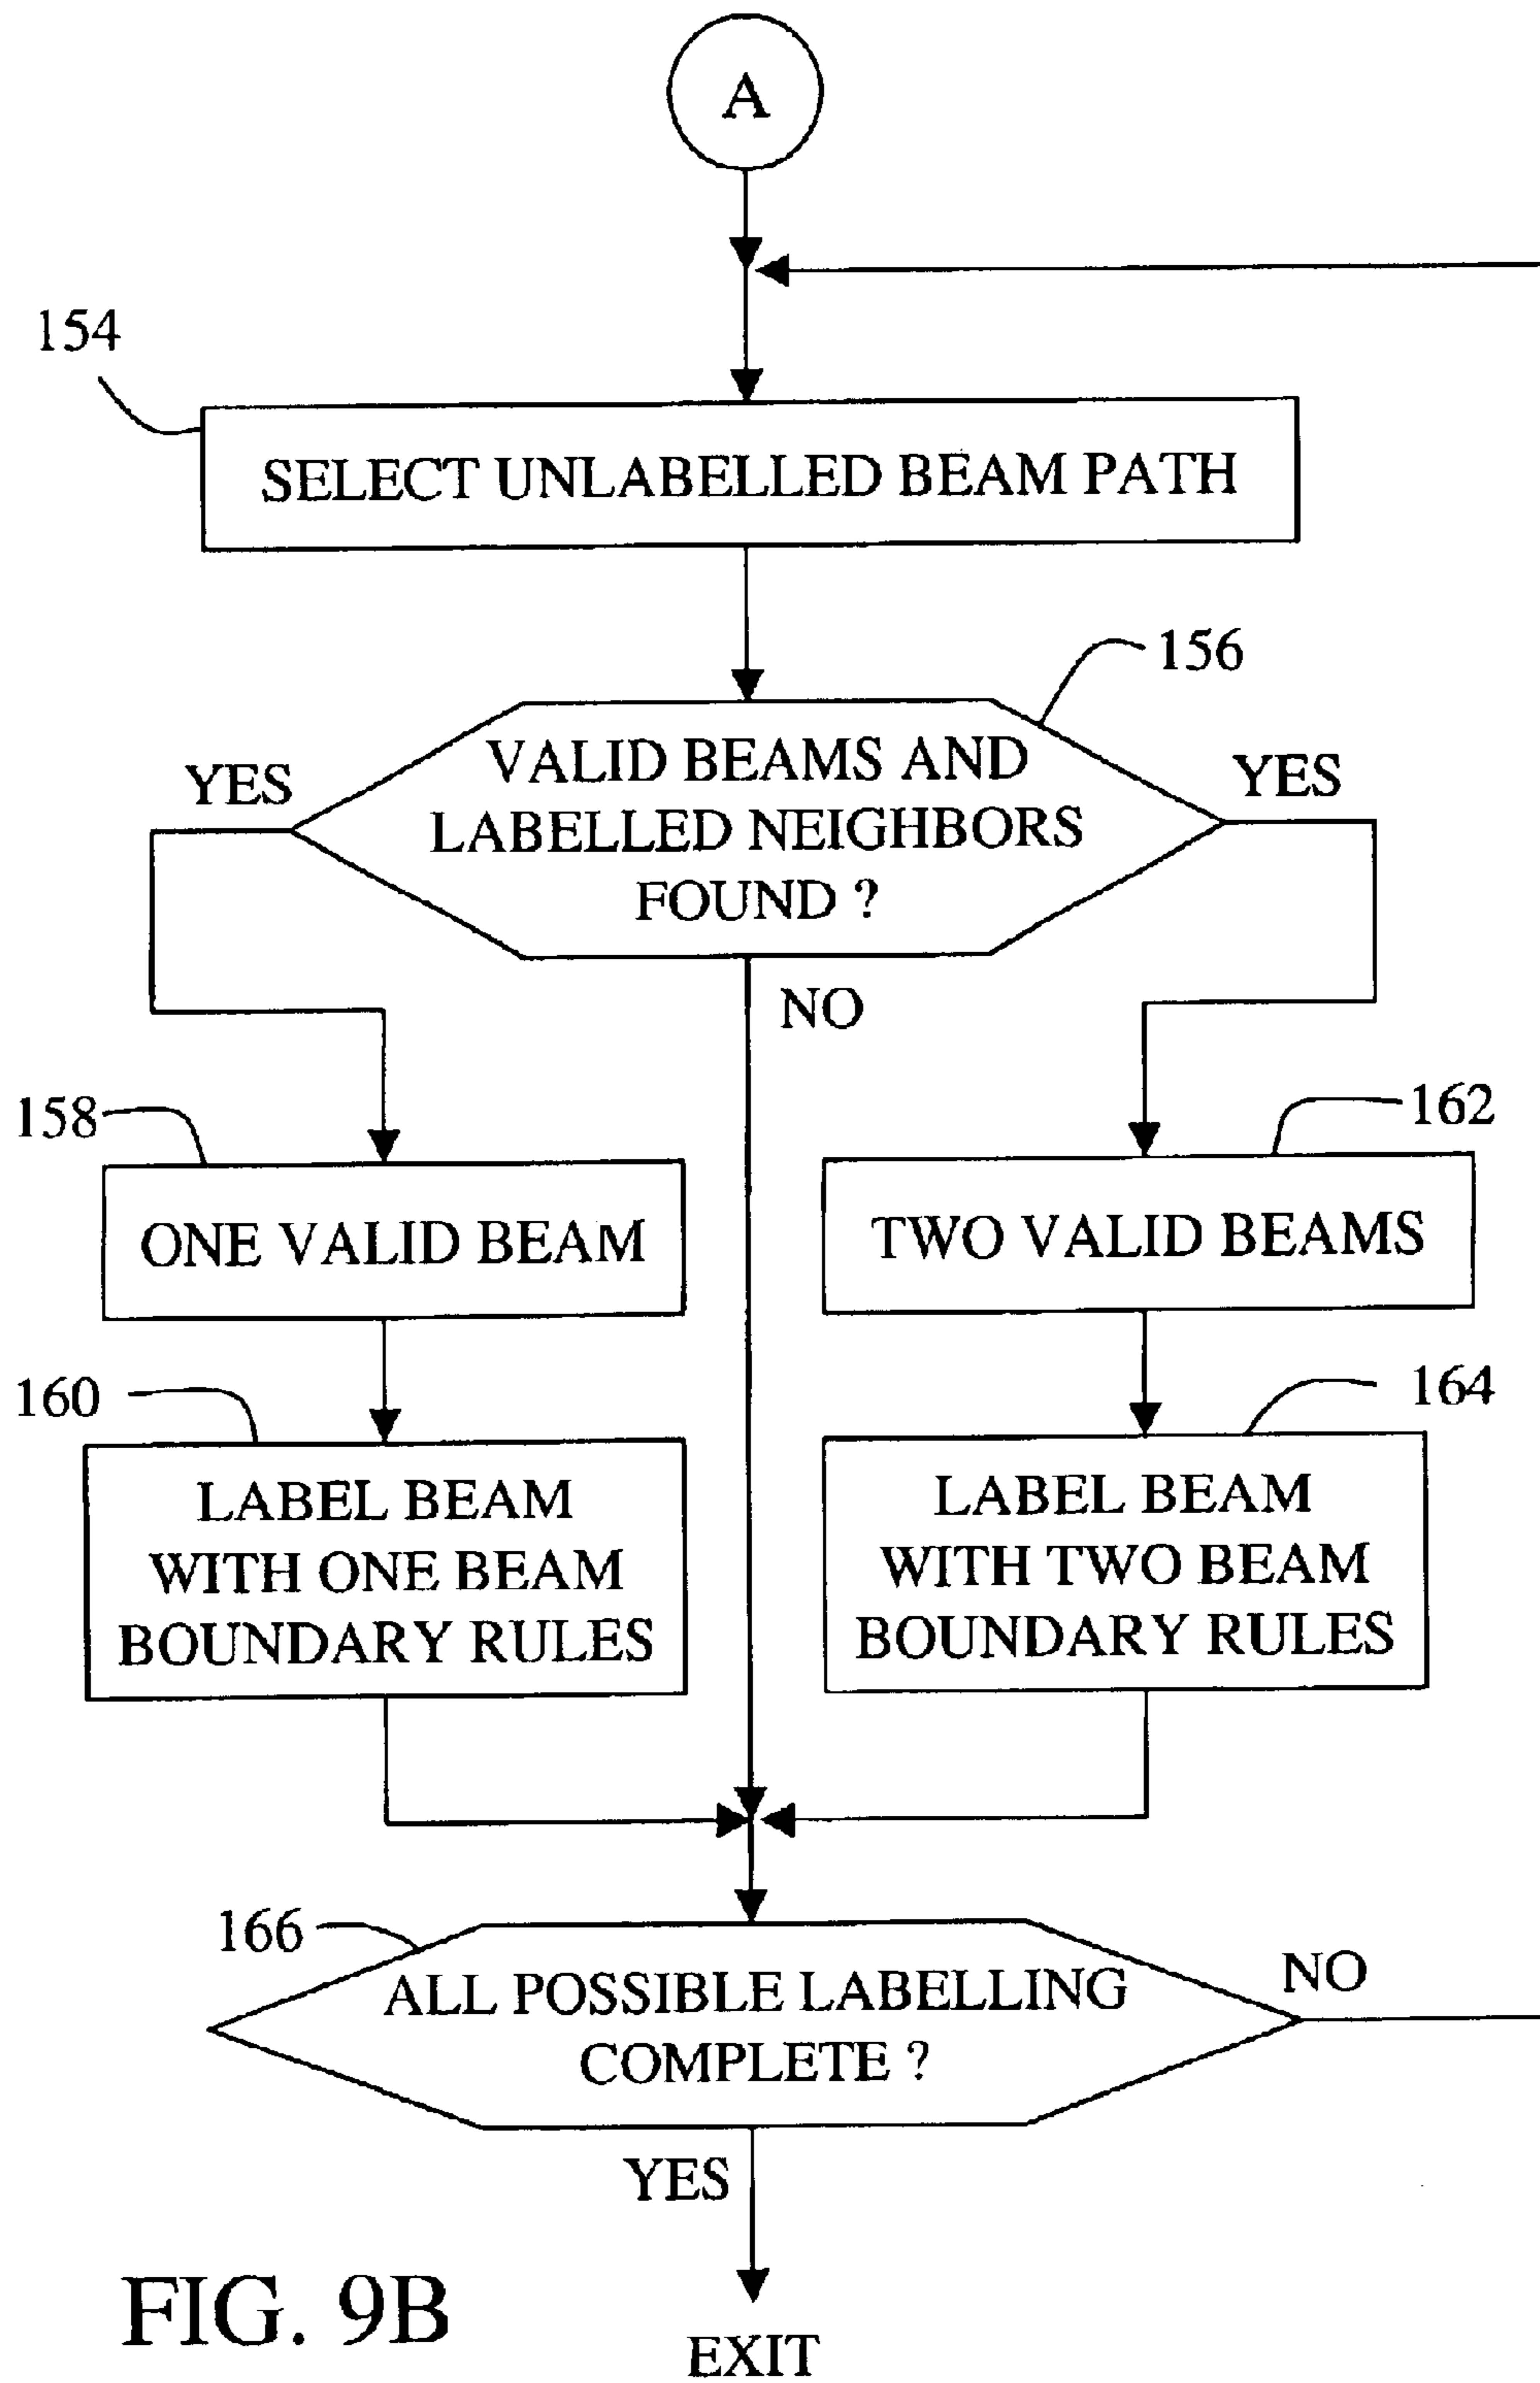 A
154
SELECT UNLABELLED BEAM PATH
156
YES
VALID BEAMS AND
LABELLED NEIGHBORS
FOUND ?
YES
NO
158
162
ONE VALID BEAM
TWO VALID BEAMS
160
164
LABEL BEAM
WITH ONE BEAM
BOUNDARY RULES
LABEL BEAM
WITH TWO BEAM
BOUNDARY RULES
166
ALL POSSIBLE LABELLING
COMPLETE ?
NO
YES
FIG. 9B
EXIT